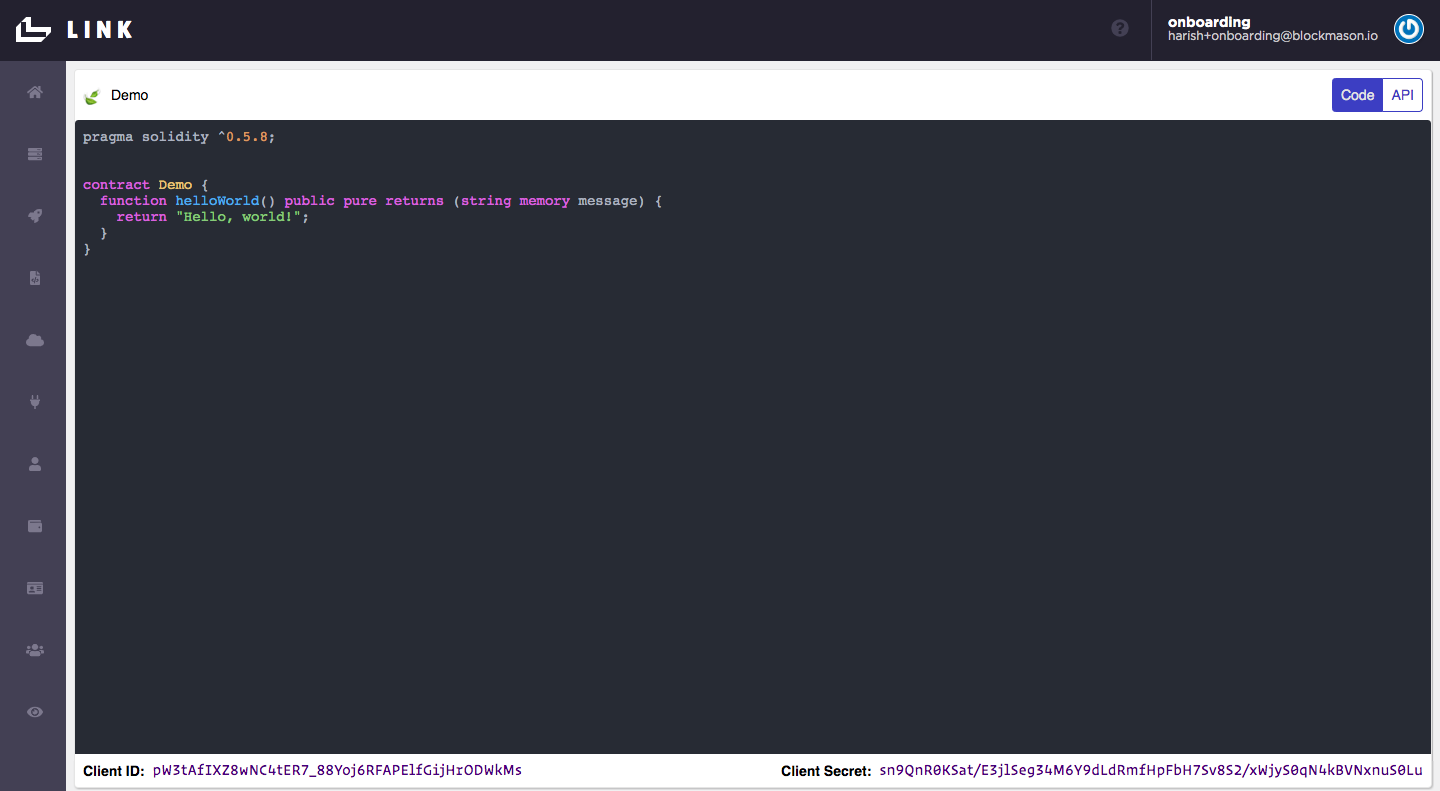 LINK
onboarding
harish+onboarding@blockmason.io
Demo
Code API
pragma solidity ^0.5.8;
contract Demo {
  function helloWorld() public pure returns (string memory message) {
    return "Hello, world!";
  }
}
Client ID: pW3tAfIXZ8wNC4tER7_88Yoj6RFAPElfGijHrODWkMs
Client Secret: sn9QnR0KSat/E3jlSeg34M6Y9dLdRmfHpFbH7Sv8S2/xWjyS0qN4kBVNxnuS0Lu